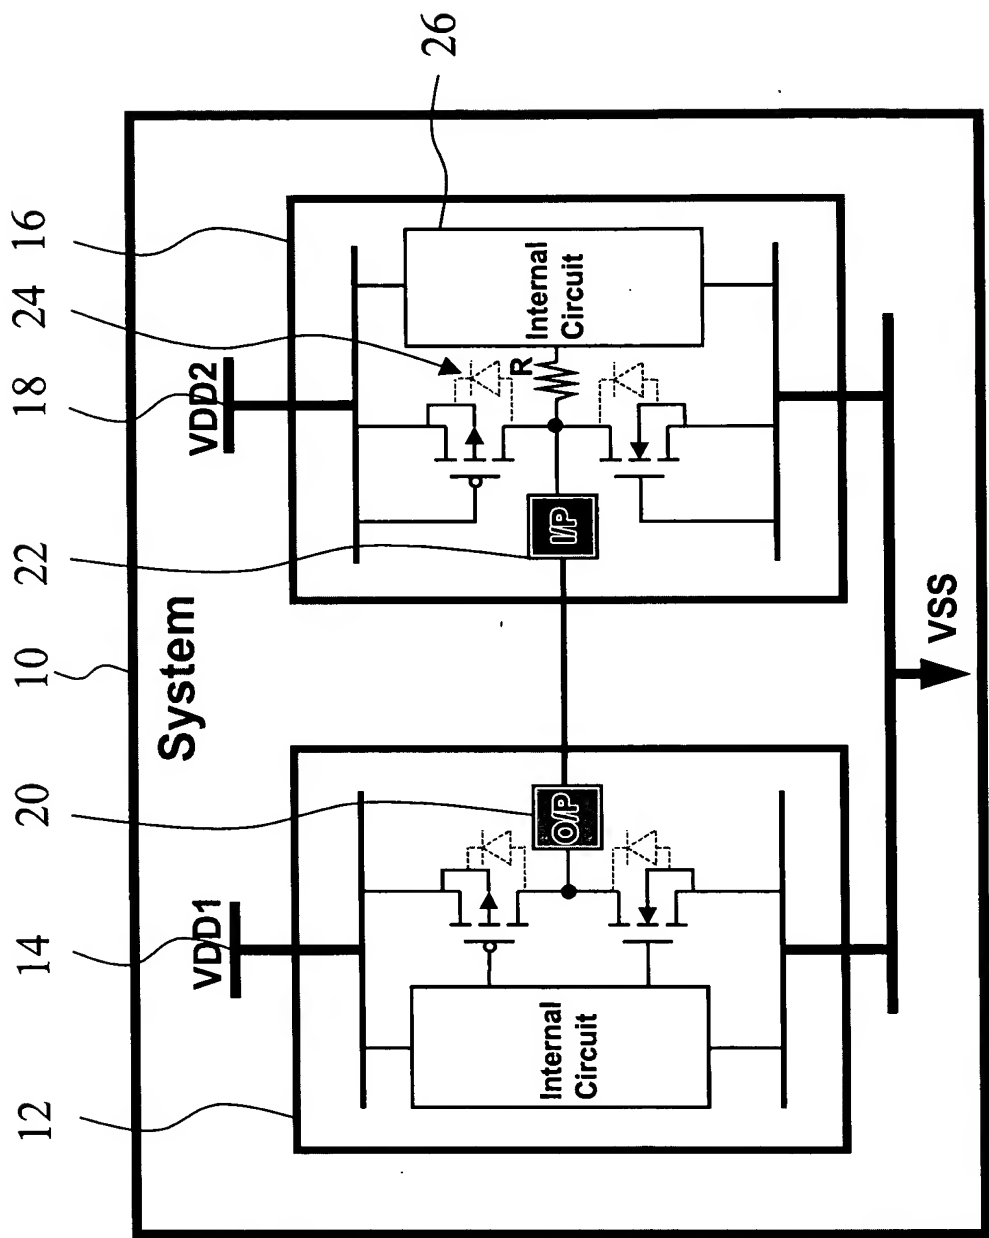 12
14
20
10
22
18
24
16
26
System
VDD1
VDD2
Internal
Circuit
O/P
I/P
R
Internal
Circuit
VSS